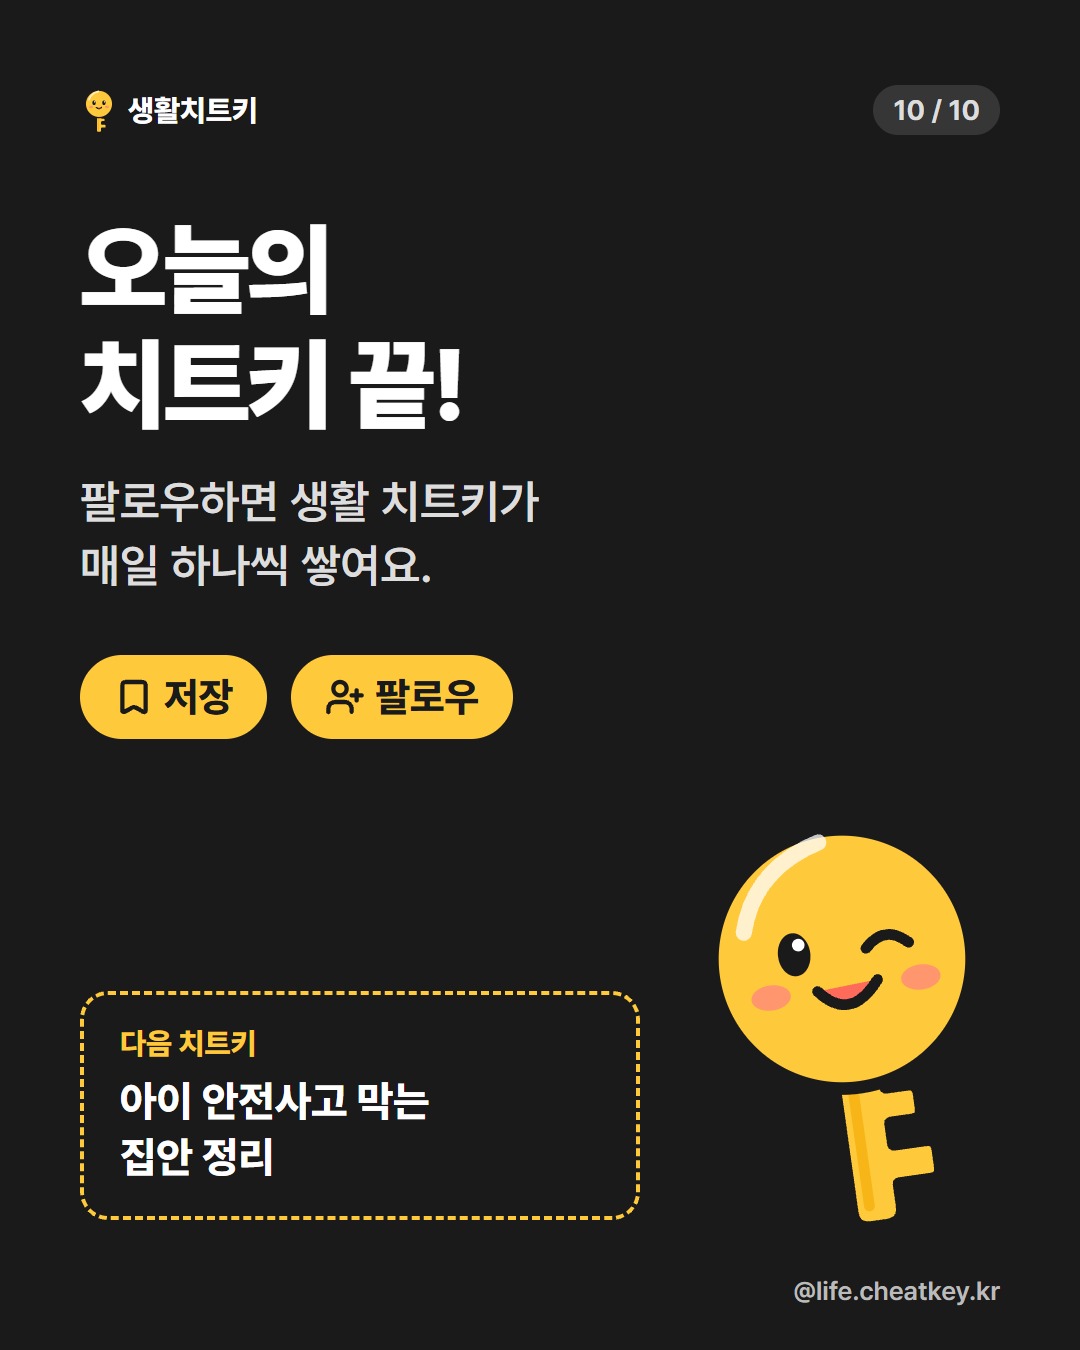 생활치트키
10 / 10
오늘의
치트키 끝!
팔로우하면 생활 치트키가
매일 하나씩 쌓여요.
저장
팔로우
다음 치트키
아이 안전사고 막는
집안 정리
@life.cheatkey.kr